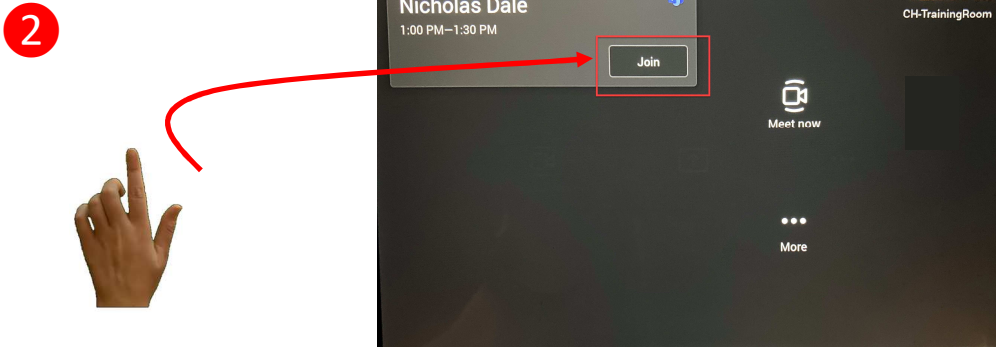 2
Nicholas Dale
1:00 PM–1:30 PM
Join
CH-TrainingRoom
Meet now
More